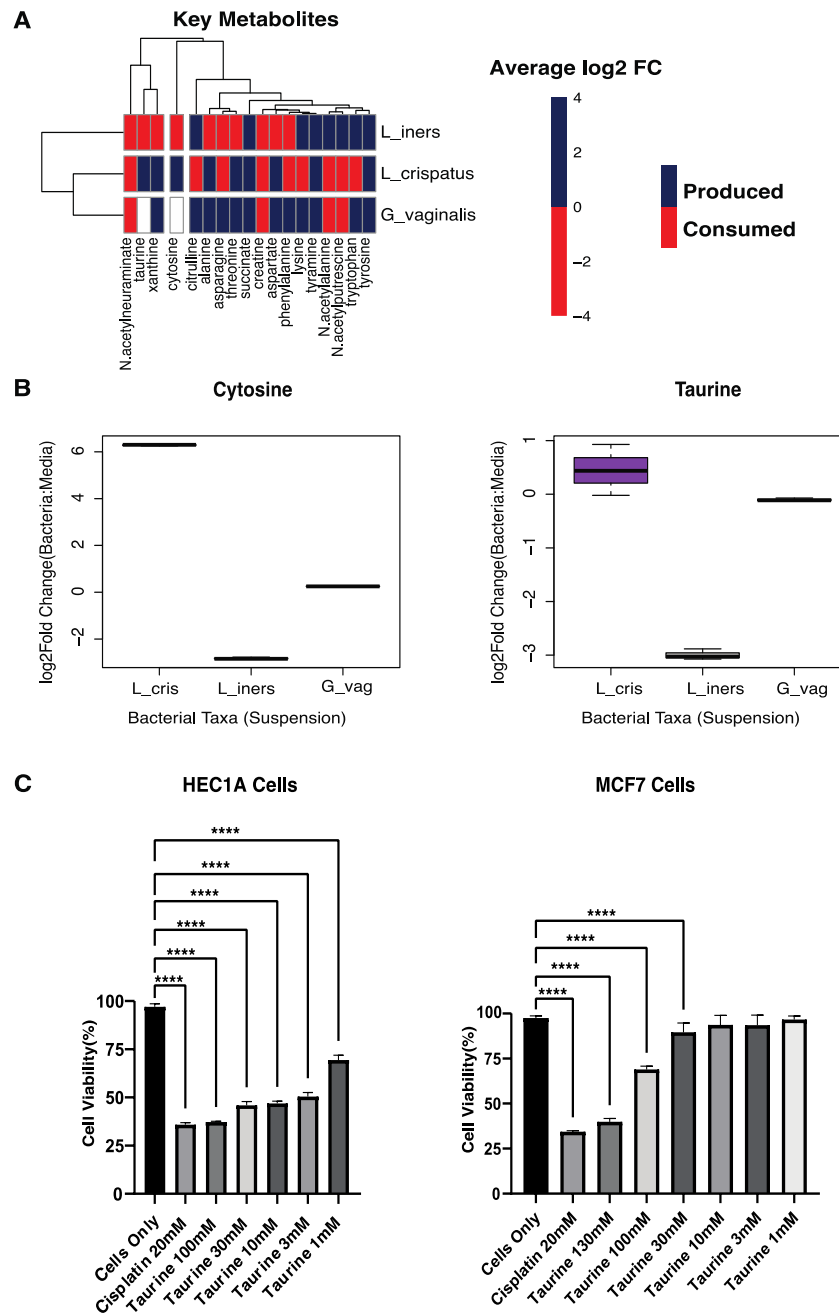 A
Key Metabolites
Average log2 FC
4
2
0
−2
−4
Produced
Consumed
L_iners
L_crispatus
G_vaginalis
N.acetylneuraminate
taurine
xanthine
cytosine
citrulline
alanine
asparagine
threonine
succinate
creatine
aspartate
phenylalanine
lysine
tyramine
N.acetylalanine
N.acetylputrescine
tryptophan
tyrosine
B
Cytosine
log2Fold Change(Bacteria:Media)
6
4
2
0
−2
L_cris
L_iners
G_vag
Bacterial Taxa (Suspension)
Taurine
log2Fold Change(Bacteria:Media)
1
0
−1
−2
−3
L_cris
L_iners
G_vag
Bacterial Taxa (Suspension)
C
HEC1A Cells
****
****
****
****
****
****
Cell Viability(%)
100
75
50
25
0
Cells Only
Cisplatin 20mM
Taurine 100mM
Taurine 30mM
Taurine 10mM
Taurine 3mM
Taurine 1mM
MCF7 Cells
****
****
****
****
Cell Viability(%)
100
75
50
25
0
Cells Only
Cisplatin 20mM
Taurine 130mM
Taurine 100mM
Taurine 30mM
Taurine 10mM
Taurine 3mM
Taurine 1mM